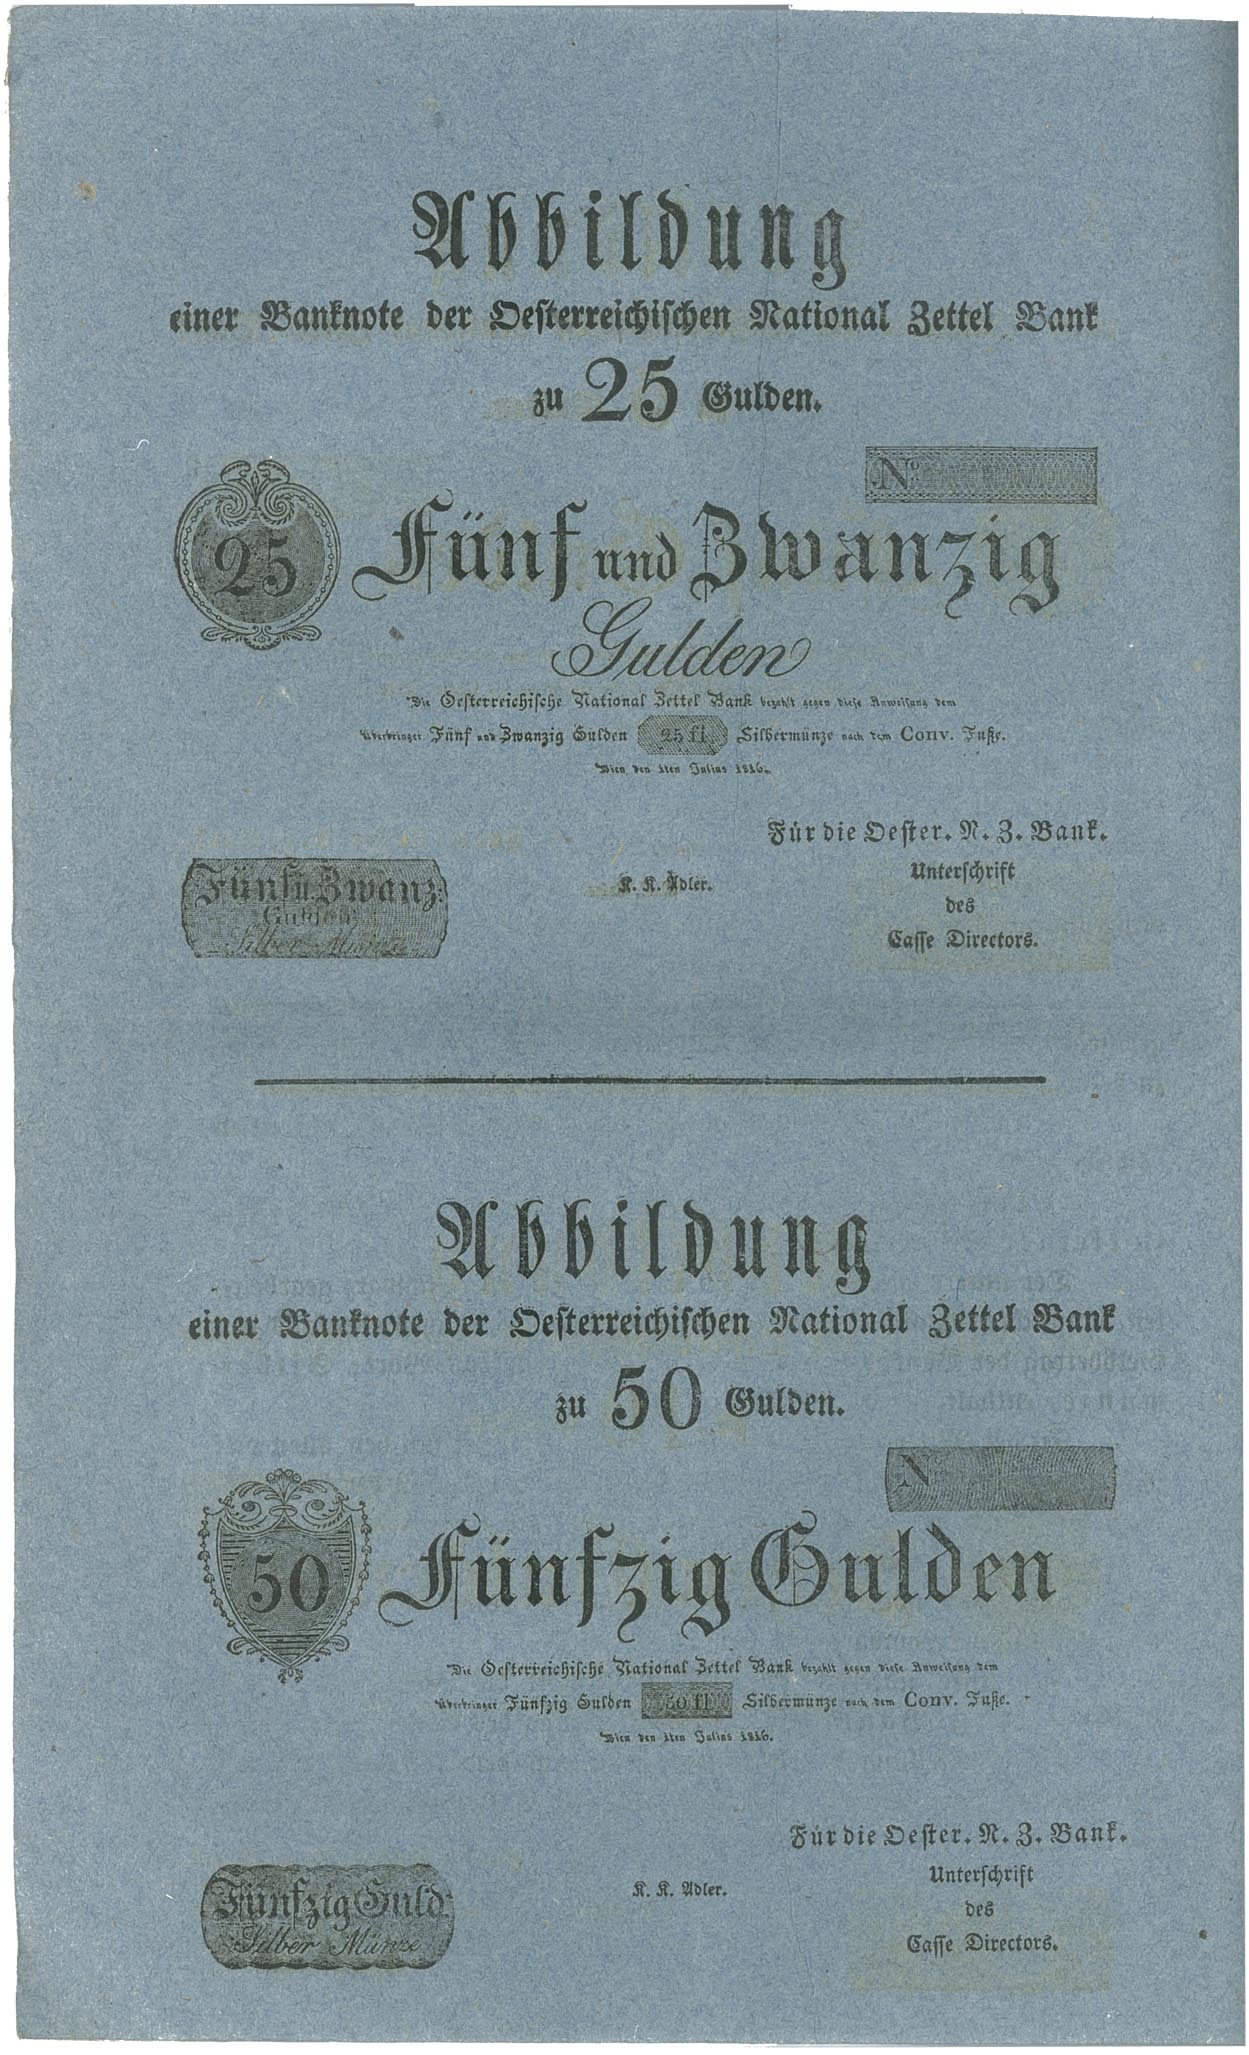 Abbildung
einer Banknote der Oesterreichischen National Zettel Bank
zu 25 Gulden.
No
25
Fünf und Zwanzig
Gulden
Die Oesterreichische National Zettel Bank bezahlt gegen diese Anweisung dem
Überbringer Fünf und Zwanzig Gulden 25 fl Silbermünze nach dem Conv. Fuße.
Wien den 1ten Julius 1816.
Für die Oester. N. Z. Bank.
Fünf u. Zwanz:
Gulden
Silber Münze
K. K. Adler.
Unterschrift
des
Casse Directors.
Abbildung
einer Banknote der Oesterreichischen National Zettel Bank
zu 50 Gulden.
N
50
Fünfzig Gulden
Die Oesterreichische National Zettel Bank bezahlt gegen diese Anweisung dem
Überbringer Fünfzig Gulden 50 fl Silbermünze nach dem Conv. Fuße.
Wien den 1ten Julius 1816.
Für die Oester. N. Z. Bank.
Fünfzig Guld.
Silber Münze
K. K. Adler.
Unterschrift
des
Casse Directors.